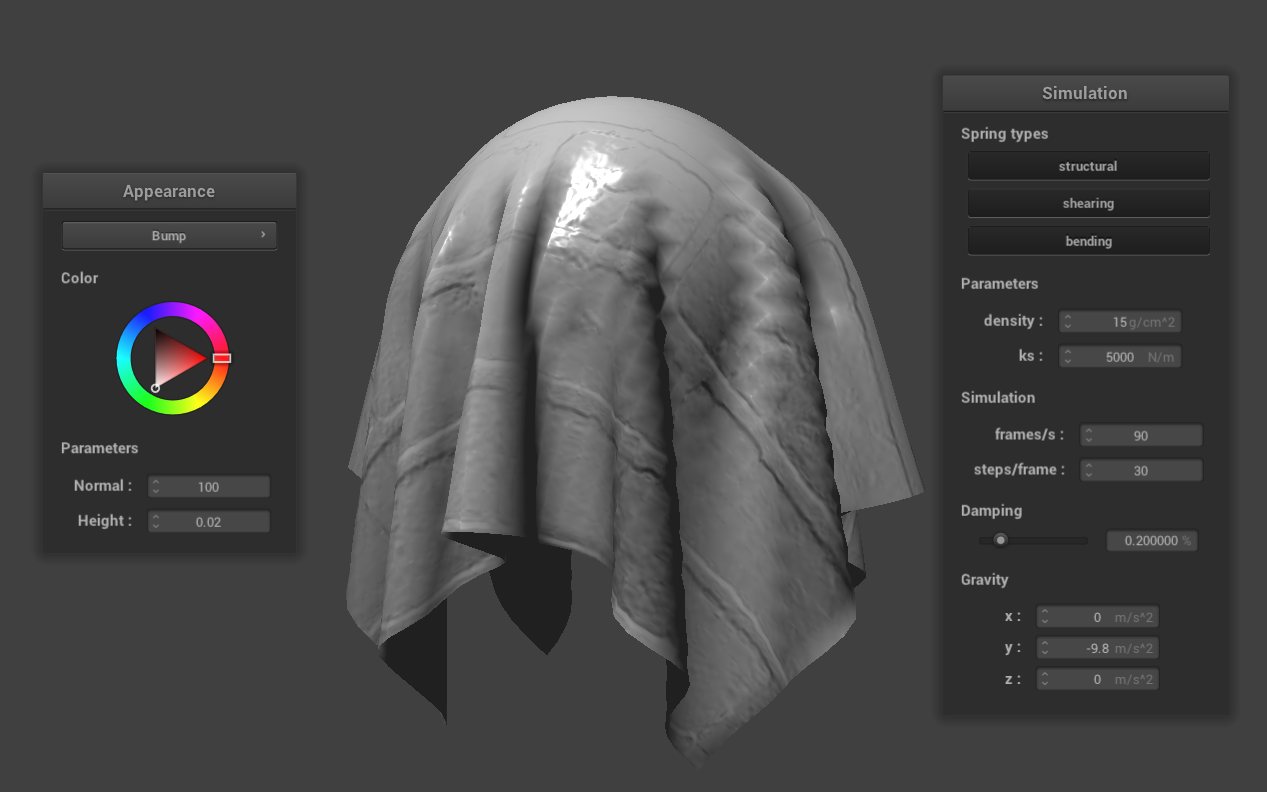 Appearance
Bump
Color
Parameters
Normal : 100
Height : 0.02
Simulation
Spring types
structural
shearing
bending
Parameters
density : 15 g/cm^2
ks : 5000 N/m
Simulation
frames/s : 90
steps/frame : 30
Damping
0.200000 %
Gravity
x : 0 m/s^2
y : -9.8 m/s^2
z : 0 m/s^2